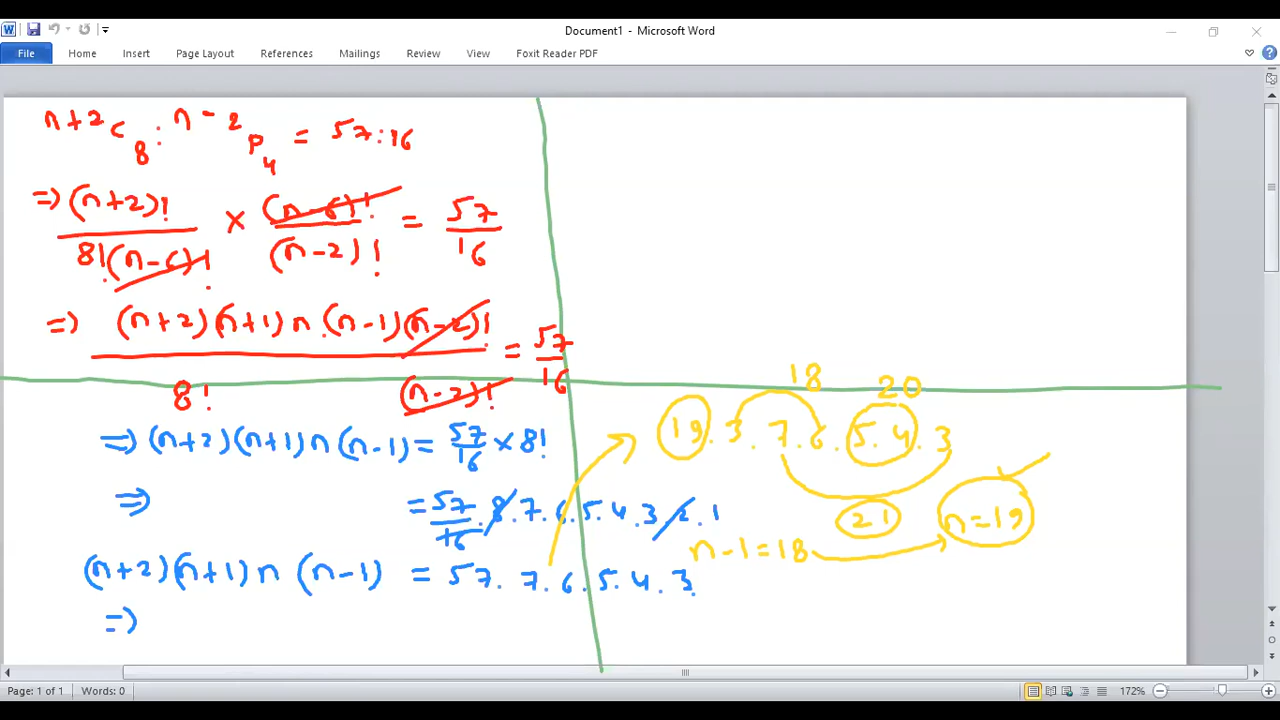 Document1 - Microsoft Word
File Home Insert Page Layout References Mailings Review View Foxit Reader PDF
n+2 C 8 : n-2 P 4 = 57:16
=> (n+2)! / 8!(n-6)! × (n-6)! / (n-2)! = 57/16
=> (n+2)(n+1)n.(n-1)(n-2)! / 8! (n-2)! = 57/16
=> (n+2)(n+1)n(n-1) = 57/16 × 8!
=> = 57/16 . 8.7.6.5.4.3.2.1
(n+2)(n+1)n(n-1) = 57.7.6.5.4.3
=>
18
20
19.3.7.6.5.4.3
21
n=19
n-1=18
Page: 1 of 1 Words: 0 172%